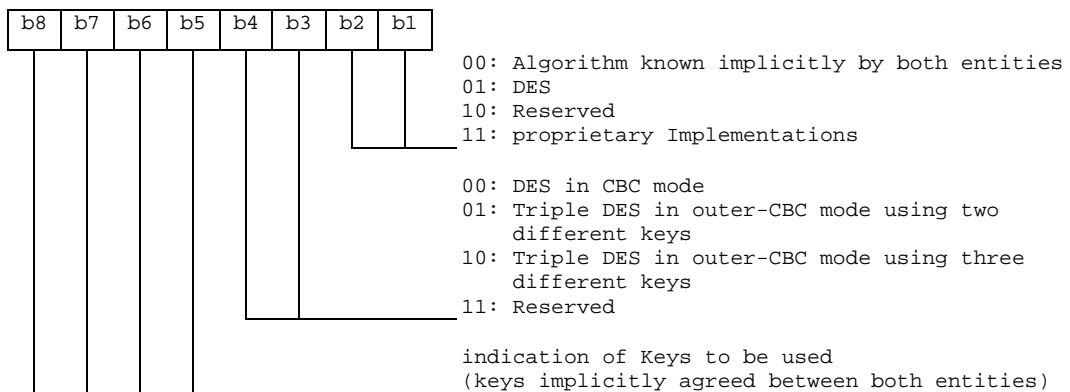 b8 b7 b6 b5 b4 b3 b2 b1
00: Algorithm known implicitly by both entities
01: DES
10: Reserved
11: proprietary Implementations
00: DES in CBC mode
01: Triple DES in outer-CBC mode using two
different keys
10: Triple DES in outer-CBC mode using three
different keys
11: Reserved
indication of Keys to be used
(keys implicitly agreed between both entities)